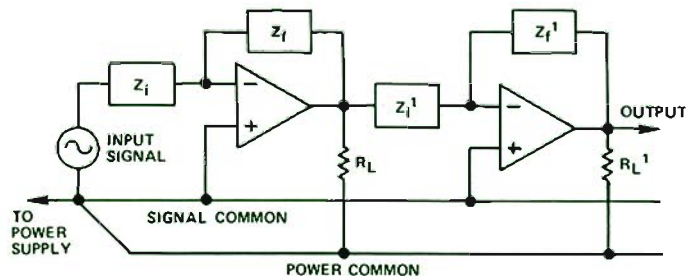 Zf
Zf¹
Zi
Zi¹
−
+
−
+
OUTPUT
INPUT
SIGNAL
RL
RL¹
TO
POWER
SUPPLY
SIGNAL COMMON
POWER COMMON